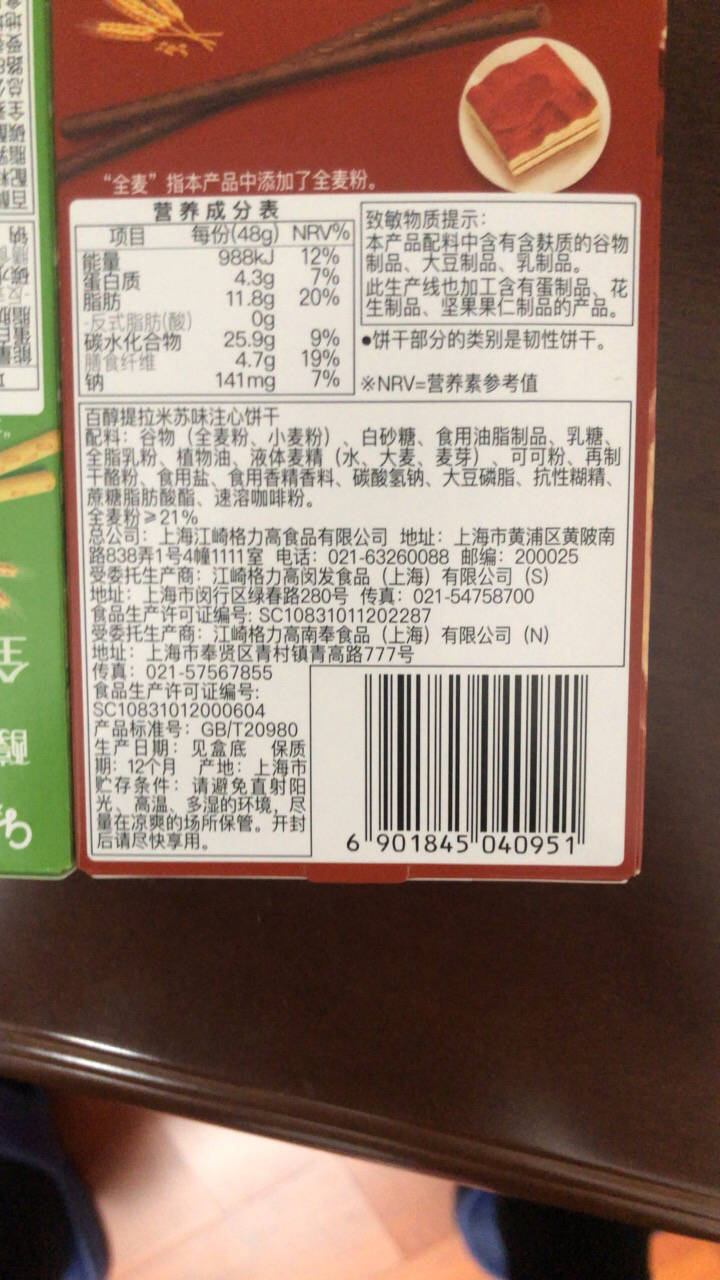 “全麦”指本产品中添加了全麦粉。
营养成分表
项目 每份(48g) NRV%
能量 988kJ 12%
蛋白质 4.3g 7%
脂肪 11.8g 20%
-反式脂肪(酸) 0g
碳水化合物 25.9g 9%
膳食纤维 4.7g 19%
钠 141mg 7%
致敏物质提示：
本产品配料中含有含麸质的谷物
制品、大豆制品、乳制品。
此生产线也加工含有蛋制品、花
生制品、坚果果仁制品的产品。
●饼干部分的类别是韧性饼干。
※NRV=营养素参考值
百醇提拉米苏味注心饼干
配料：谷物（全麦粉、小麦粉）、白砂糖、食用油脂制品、乳糖、
全脂乳粉、植物油、液体麦精（水、大麦、麦芽）、可可粉、再制
干酪粉、食用盐、食用香精香料、碳酸氢钠、大豆磷脂、抗性糊精、
蔗糖脂肪酸酯、速溶咖啡粉。
全麦粉≥21%
总公司：上海江崎格力高食品有限公司 地址：上海市黄浦区黄陂南
路838弄1号4幢1111室 电话：021-63260088 邮编：200025
受委托生产商：江崎格力高闵发食品（上海）有限公司（S）
地址：上海市闵行区绿春路280号 传真：021-54758700
食品生产许可证编号：SC10831011202287
受委托生产商：江崎格力高南奉食品（上海）有限公司（N）
地址：上海市奉贤区青村镇青高路777号
传真：021-57567855
食品生产许可证编号：
SC10831012000604
产品标准号：GB/T20980
生产日期：见盒底 保质
期：12个月 产地：上海市
贮存条件：请避免直射阳
光、高温、多湿的环境，尽
量在凉爽的场所保管。开封
后请尽快享用。
6 901845 040951